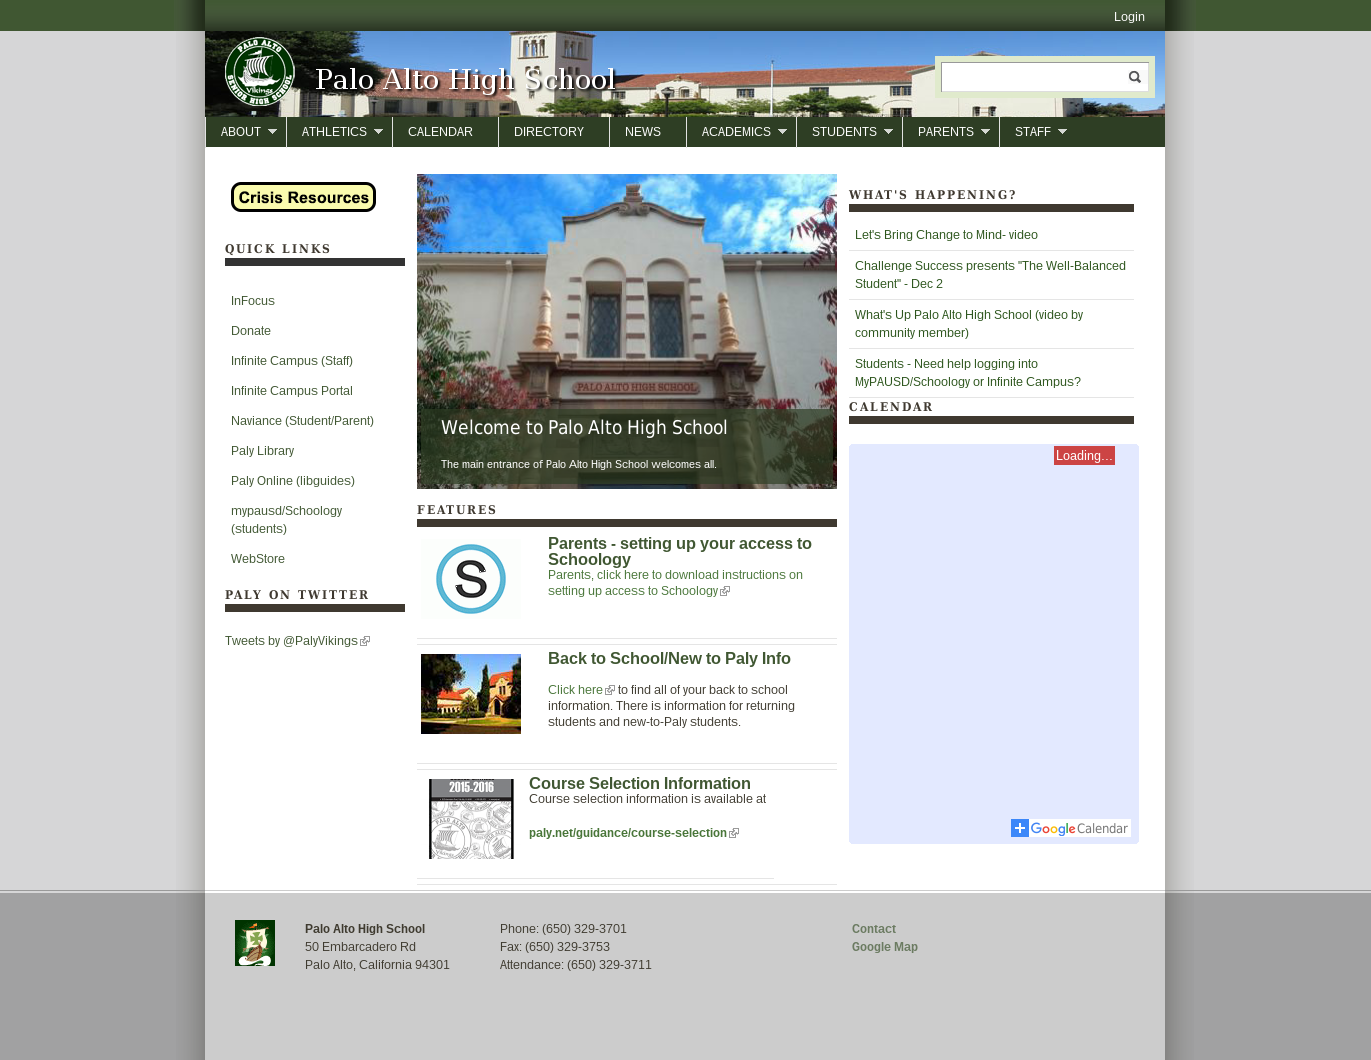 Login
PALO ALTO
SENIOR HIGH SCHOOL
Vikings
Palo Alto High School
ABOUT
ATHLETICS
CALENDAR
DIRECTORY
NEWS
ACADEMICS
STUDENTS
PARENTS
STAFF
Crisis Resources
QUICK LINKS
InFocus
Donate
Infinite Campus (Staff)
Infinite Campus Portal
Naviance (Student/Parent)
Paly Library
Paly Online (libguides)
mypausd/Schoology
(students)
WebStore
PALY ON TWITTER
Tweets by @PalyVikings
PALO ALTO HIGH SCHOOL
Welcome to Palo Alto High School
The main entrance of Palo Alto High School welcomes all.
FEATURES
S
Parents - setting up your access to
Schoology
Parents, click here to download instructions on
setting up access to Schoology
Back to School/New to Paly Info
Click here to find all of your back to school
information. There is information for returning
students and new-to-Paly students.
2015-2016
Course Selection Information
Course selection information is available at
paly.net/guidance/course-selection
WHAT'S HAPPENING?
Let's Bring Change to Mind- video
Challenge Success presents "The Well-Balanced
Student" - Dec 2
What's Up Palo Alto High School (video by
community member)
Students - Need help logging into
MyPAUSD/Schoology or Infinite Campus?
CALENDAR
Loading...
Google Calendar
Palo Alto High School
50 Embarcadero Rd
Palo Alto, California 94301
Phone: (650) 329-3701
Fax: (650) 329-3753
Attendance: (650) 329-3711
Contact
Google Map